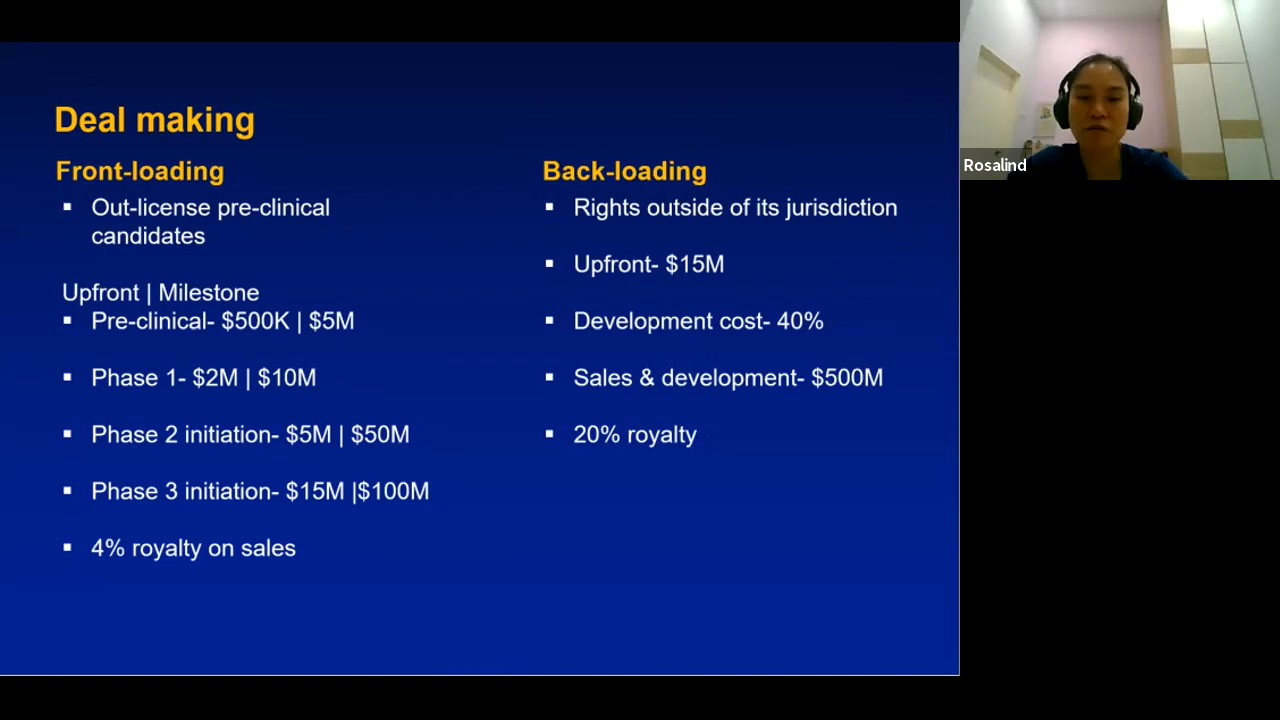 Deal making
Front-loading
▪ Out-license pre-clinical
candidates
Upfront | Milestone
▪ Pre-clinical- $500K | $5M
▪ Phase 1- $2M | $10M
▪ Phase 2 initiation- $5M | $50M
▪ Phase 3 initiation- $15M |$100M
▪ 4% royalty on sales
Back-loading
▪ Rights outside of its jurisdiction
▪ Upfront- $15M
▪ Development cost- 40%
▪ Sales & development- $500M
▪ 20% royalty
Rosalind